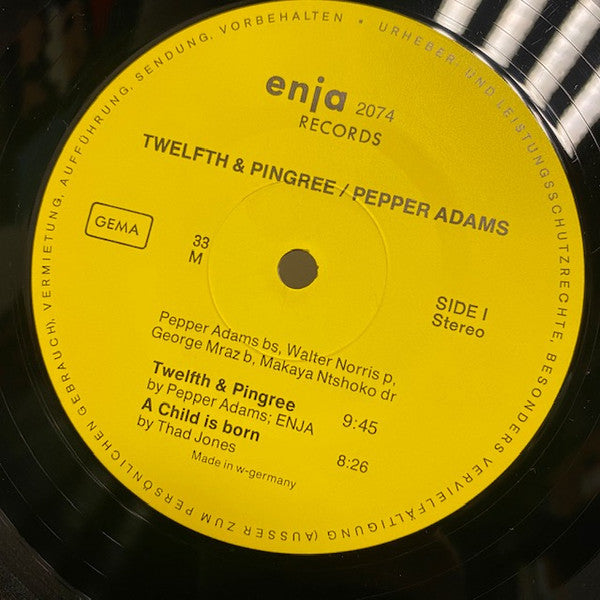 URHEBER- UND LEISTUNGSSCHUTZRECHTE, BESONDERS VERVIELFÄLTIGUNG (AUSSER ZUM PERSÖNLICHEN GEBRAUCH), VERMIETUNG, AUFFÜHRUNG, SENDUNG, VORBEHALTEN •
enja 2074
RECORDS
TWELFTH & PINGREE / PEPPER ADAMS
GEMA
33
M
SIDE I
Stereo
Pepper Adams bs, Walter Norris p,
George Mraz b, Makaya Ntshoko dr
Twelfth & Pingree 9:45
by Pepper Adams; ENJA
A Child is born 8:26
by Thad Jones
Made in w-germany